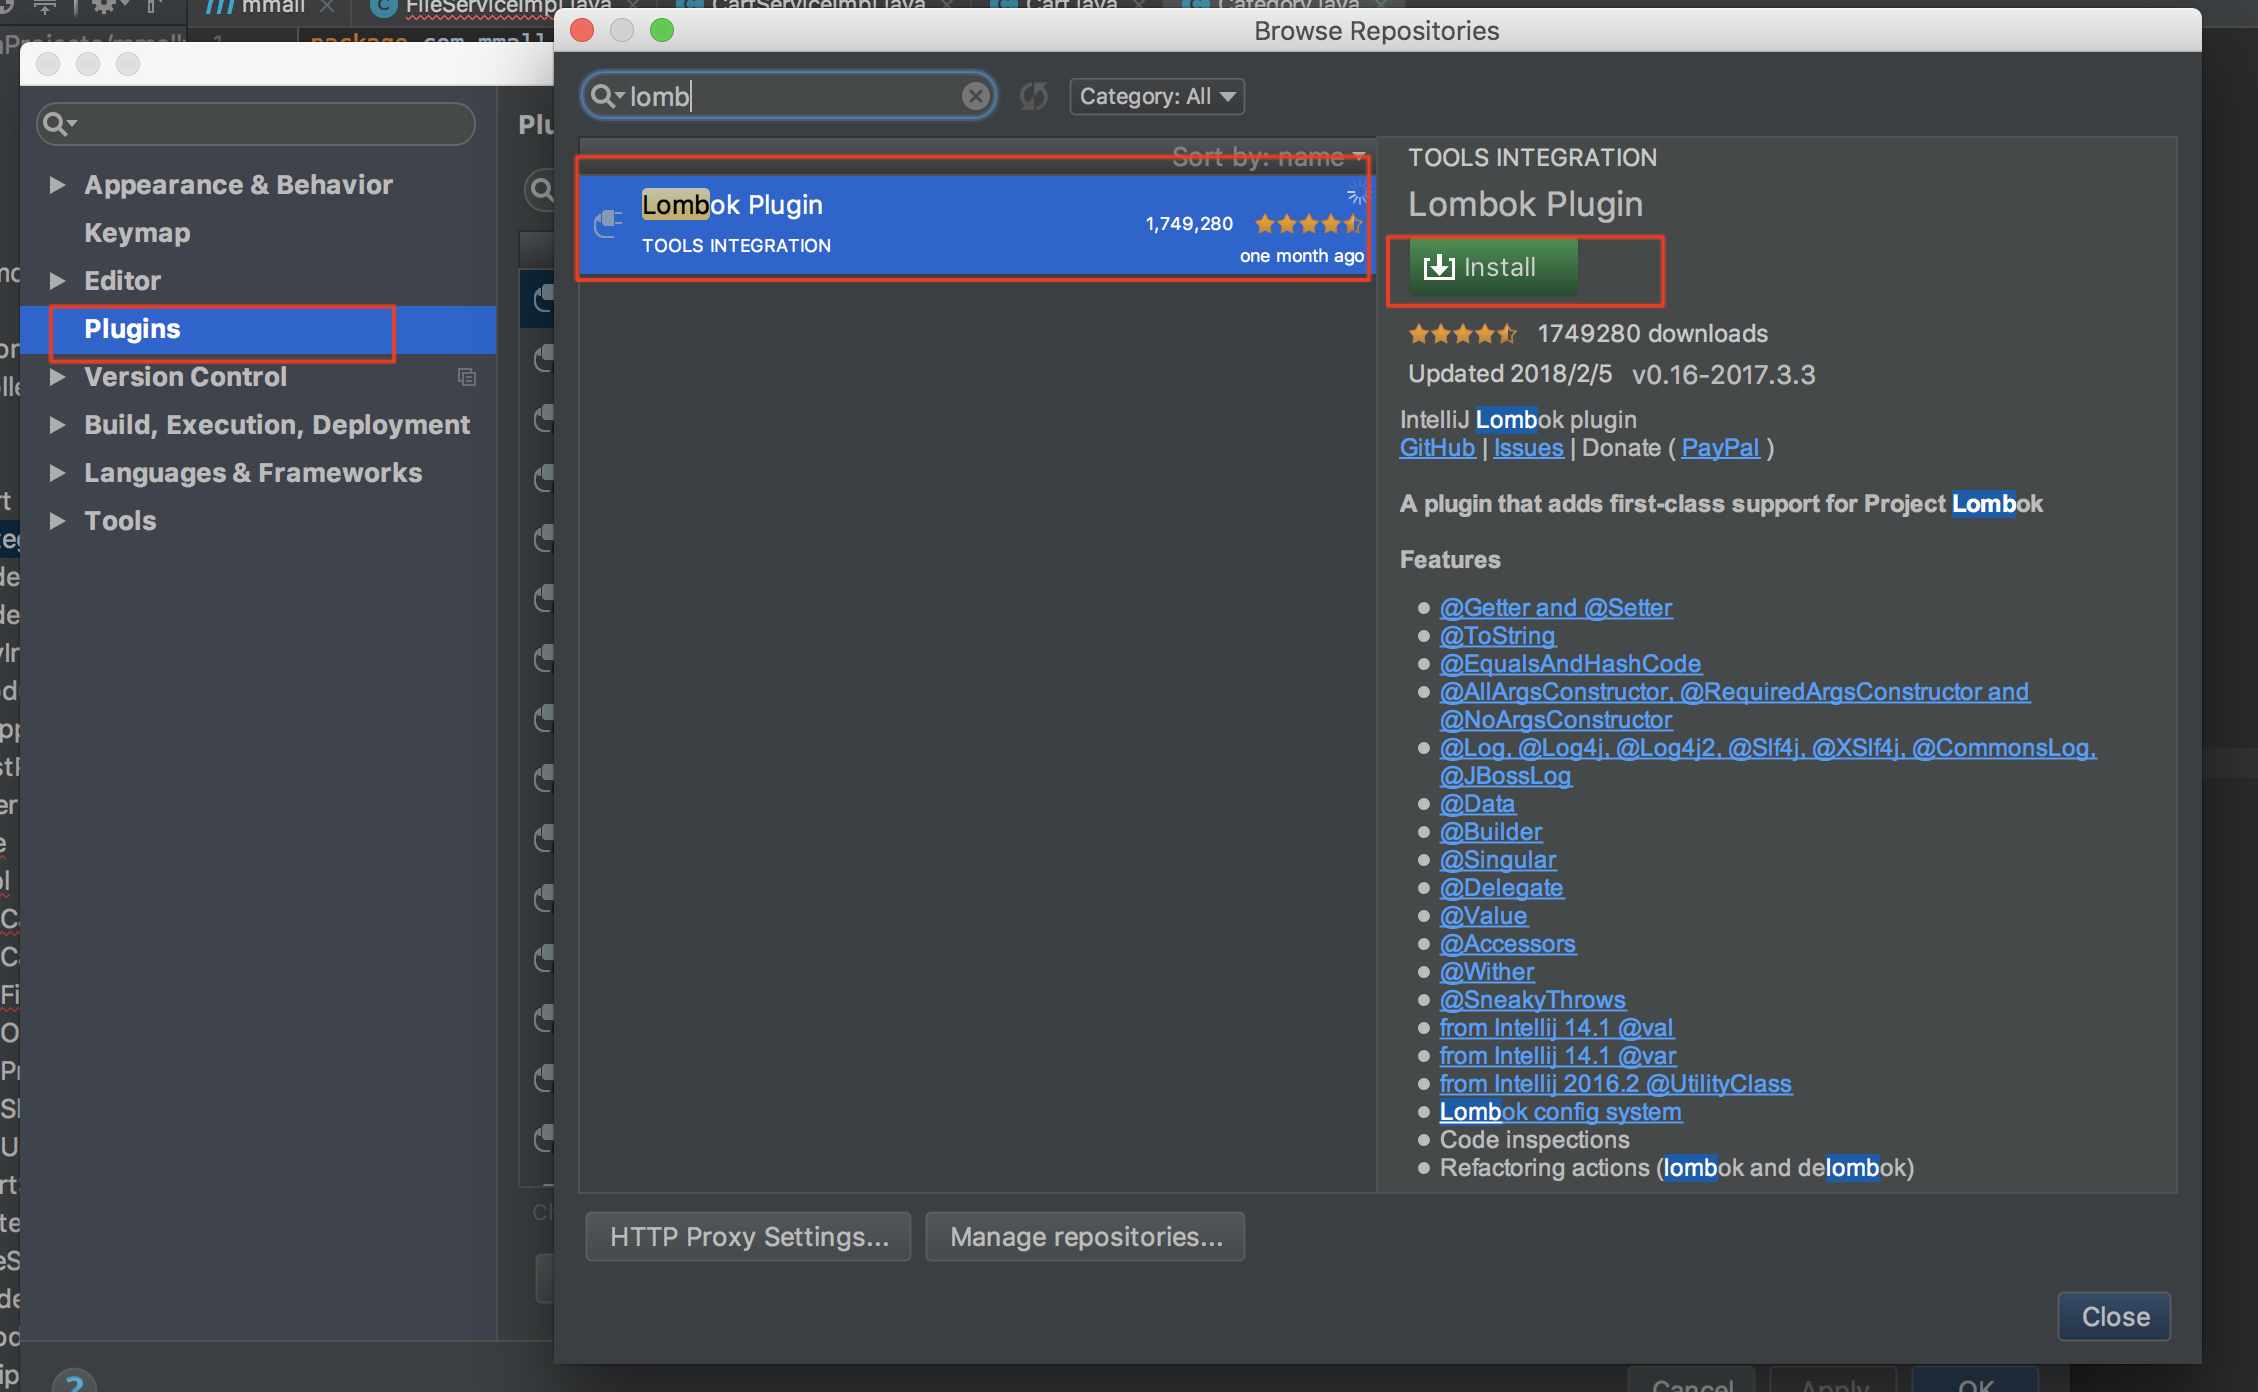 mmall
FileServiceImpl.java
CartServiceImpl.java
Cart.java
Category.java
Browse Repositories
lomb
Category: All
Plu
Appearance & Behavior
Keymap
Editor
Plugins
Version Control
Build, Execution, Deployment
Languages & Frameworks
Tools
Sort by: name
Lombok Plugin
1,749,280
TOOLS INTEGRATION
one month ago
TOOLS INTEGRATION
Lombok Plugin
Install
1749280 downloads
Updated 2018/2/5 v0.16-2017.3.3
IntelliJ Lombok plugin
GitHub | Issues | Donate ( PayPal )
A plugin that adds first-class support for Project Lombok
Features
@Getter and @Setter
@ToString
@EqualsAndHashCode
@AllArgsConstructor, @RequiredArgsConstructor and
@NoArgsConstructor
@Log, @Log4j, @Log4j2, @Slf4j, @XSlf4j, @CommonsLog,
@JBossLog
@Data
@Builder
@Singular
@Delegate
@Value
@Accessors
@Wither
@SneakyThrows
from Intellij 14.1 @val
from Intellij 14.1 @var
from Intellij 2016.2 @UtilityClass
Lombok config system
Code inspections
Refactoring actions (lombok and delombok)
HTTP Proxy Settings...
Manage repositories...
Close
?
Cancel
Apply
OK